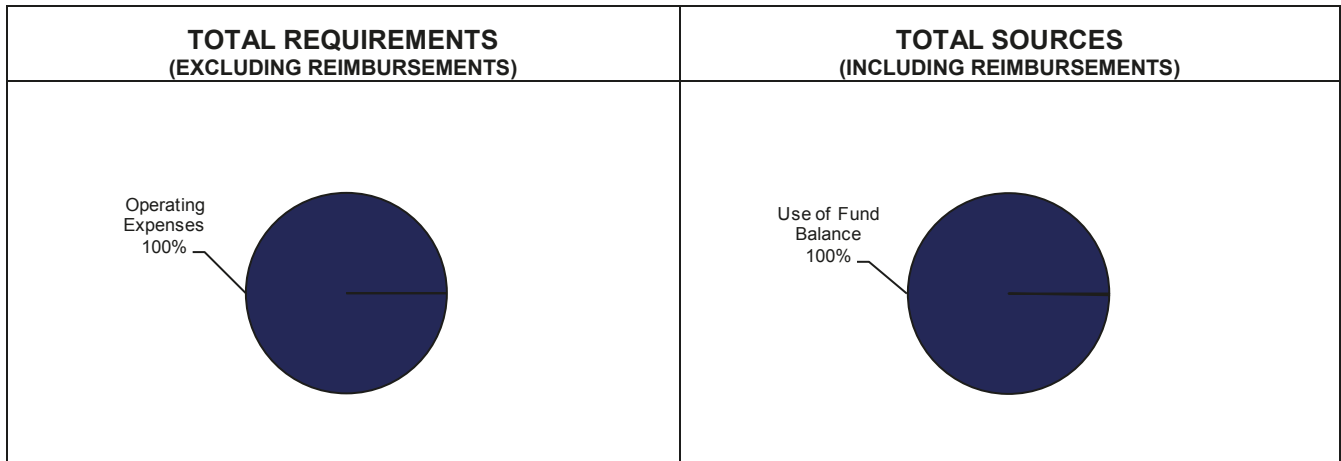 TOTAL REQUIREMENTS
(EXCLUDING REIMBURSEMENTS)
TOTAL SOURCES
(INCLUDING REIMBURSEMENTS)
Operating
Expenses
100%
Use of Fund
Balance
100%